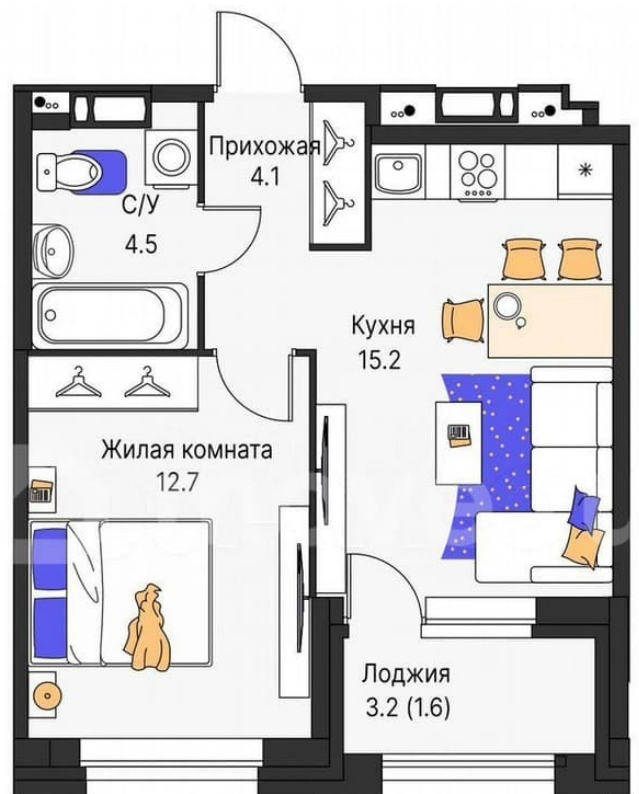 Прихожая
4.1
С/У
4.5
Кухня
15.2
Жилая комната
12.7
Лоджия
3.2 (1.6)